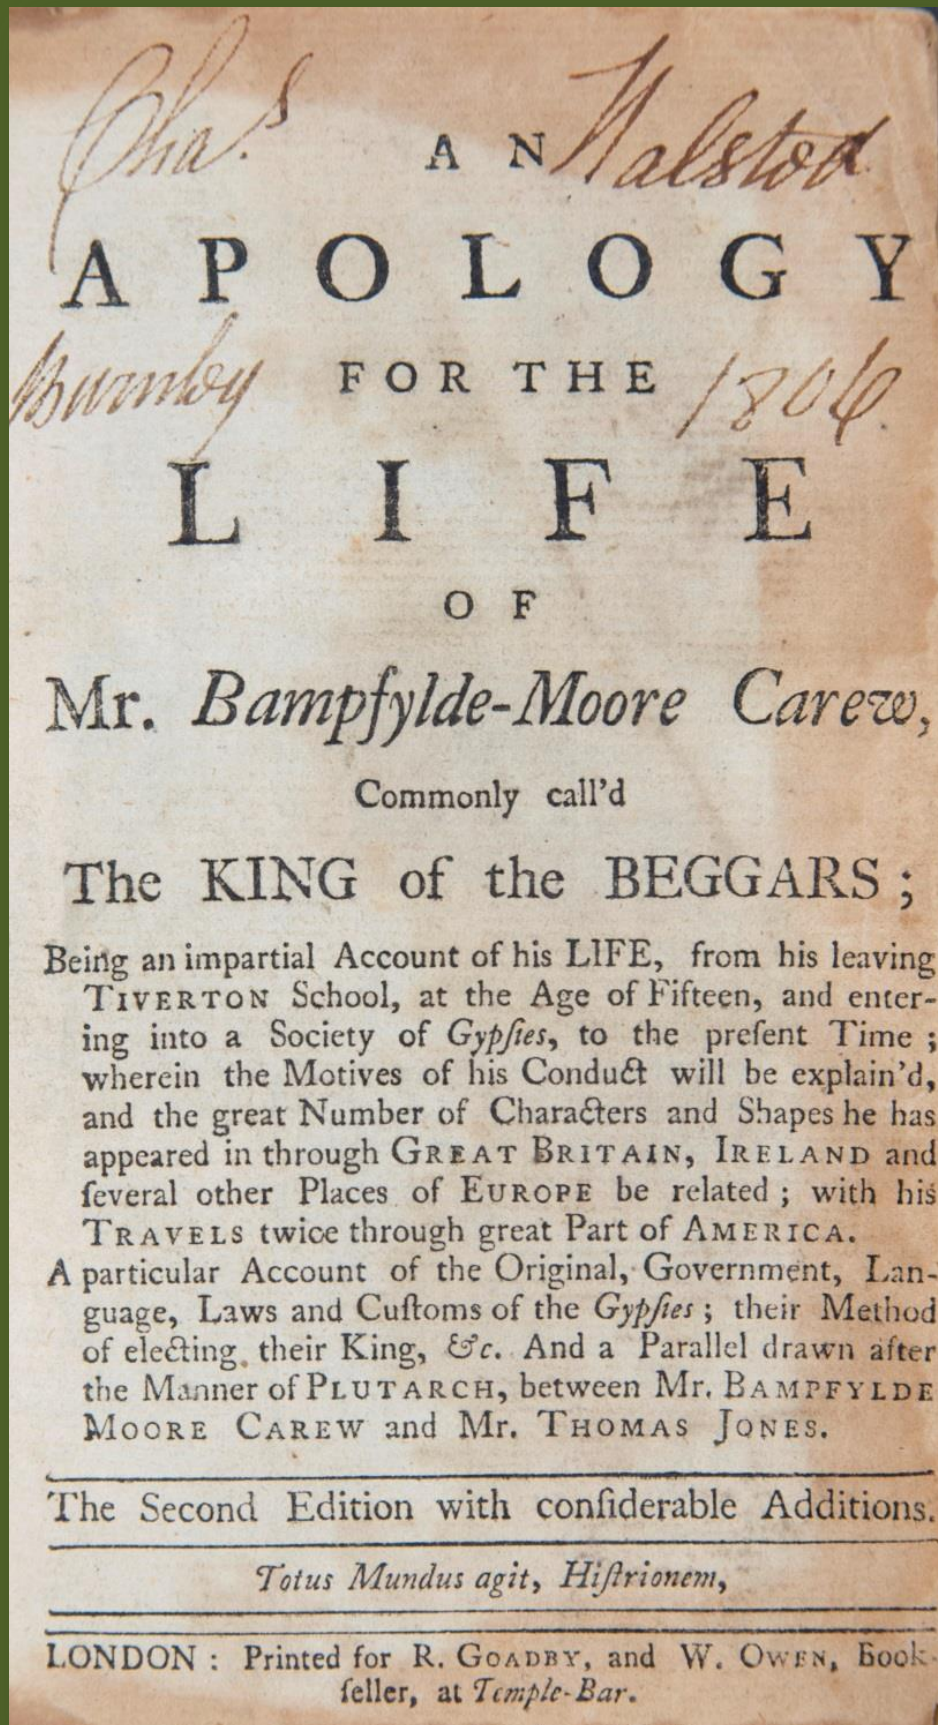 Chas. Halstod
A N
A P O L O G Y
Burnley 1806.
F O R T H E
L I F E
O F
Mr. Bampfylde-Moore Carew,
Commonly call'd
The KING of the BEGGARS ;
Being an impartial Account of his LIFE, from his leaving
TIVERTON School, at the Age of Fifteen, and enter-
ing into a Society of Gypſies, to the preſent Time ;
wherein the Motives of his Conduct will be explain'd,
and the great Number of Characters and Shapes he has
appeared in through GREAT BRITAIN, IRELAND and
ſeveral other Places of EUROPE be related ; with his
TRAVELS twice through great Part of AMERICA.
A particular Account of the Original, Government, Lan-
guage, Laws and Cuſtoms of the Gypſies ; their Method
of electing their King, &c. And a Parallel drawn after
the Manner of PLUTARCH, between Mr. BAMPFYLDE
MOORE CAREW and Mr. THOMAS JONES.
The Second Edition with conſiderable Additions.
Totus Mundus agit, Hiſtrionem,
LONDON : Printed for R. GOADBY, and W. OWEN, Book-
ſeller, at Temple-Bar.